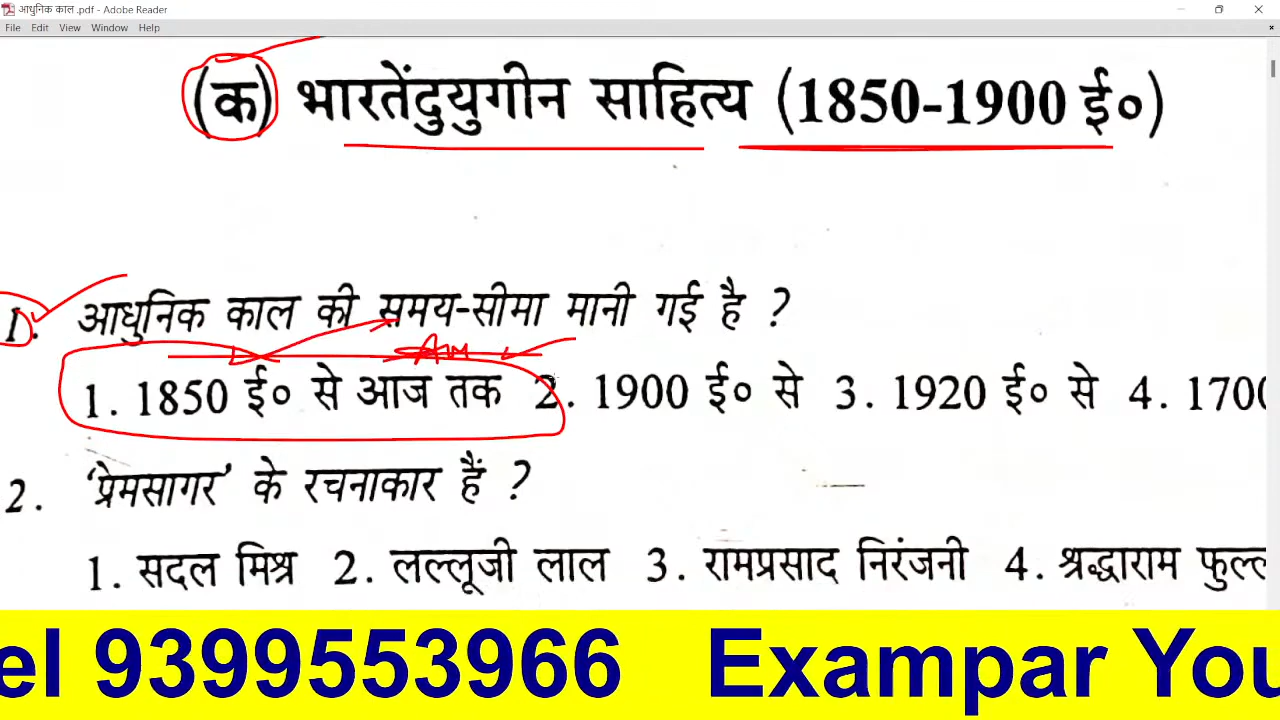 आधुनिक काल .pdf - Adobe Reader
File Edit View Window Help
(क) भारतेंदुयुगीन साहित्य (1850-1900 ई०)
1. आधुनिक काल की समय-सीमा मानी गई है ?
Am
1. 1850 ई० से आज तक 2. 1900 ई० से 3. 1920 ई० से 4. 1700
2. 'प्रेमसागर' के रचनाकार हैं ?
1. सदल मिश्र 2. लल्लूजी लाल 3. रामप्रसाद निरंजनी 4. श्रद्धाराम फुल्ल
el 9399553966 Exampar You